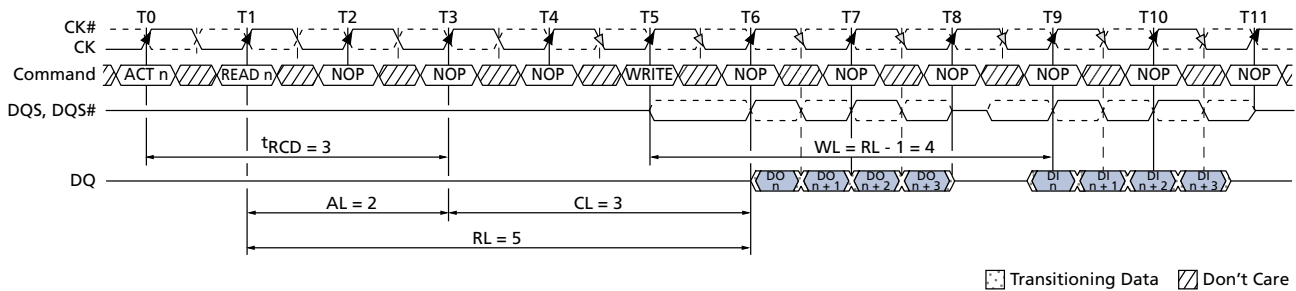 T0 T1 T2 T3 T4 T5 T6 T7 T8 T9 T10 T11
CK#
CK
Command ACT n READ n NOP NOP NOP WRITE NOP NOP NOP NOP NOP NOP
DQS, DQS#
tRCD = 3 WL = RL - 1 = 4
DQ DO n DO n + 1 DO n + 2 DO n + 3 DI n DI n + 1 DI n + 2 DI n + 3
AL = 2 CL = 3
RL = 5
Transitioning Data Don't Care